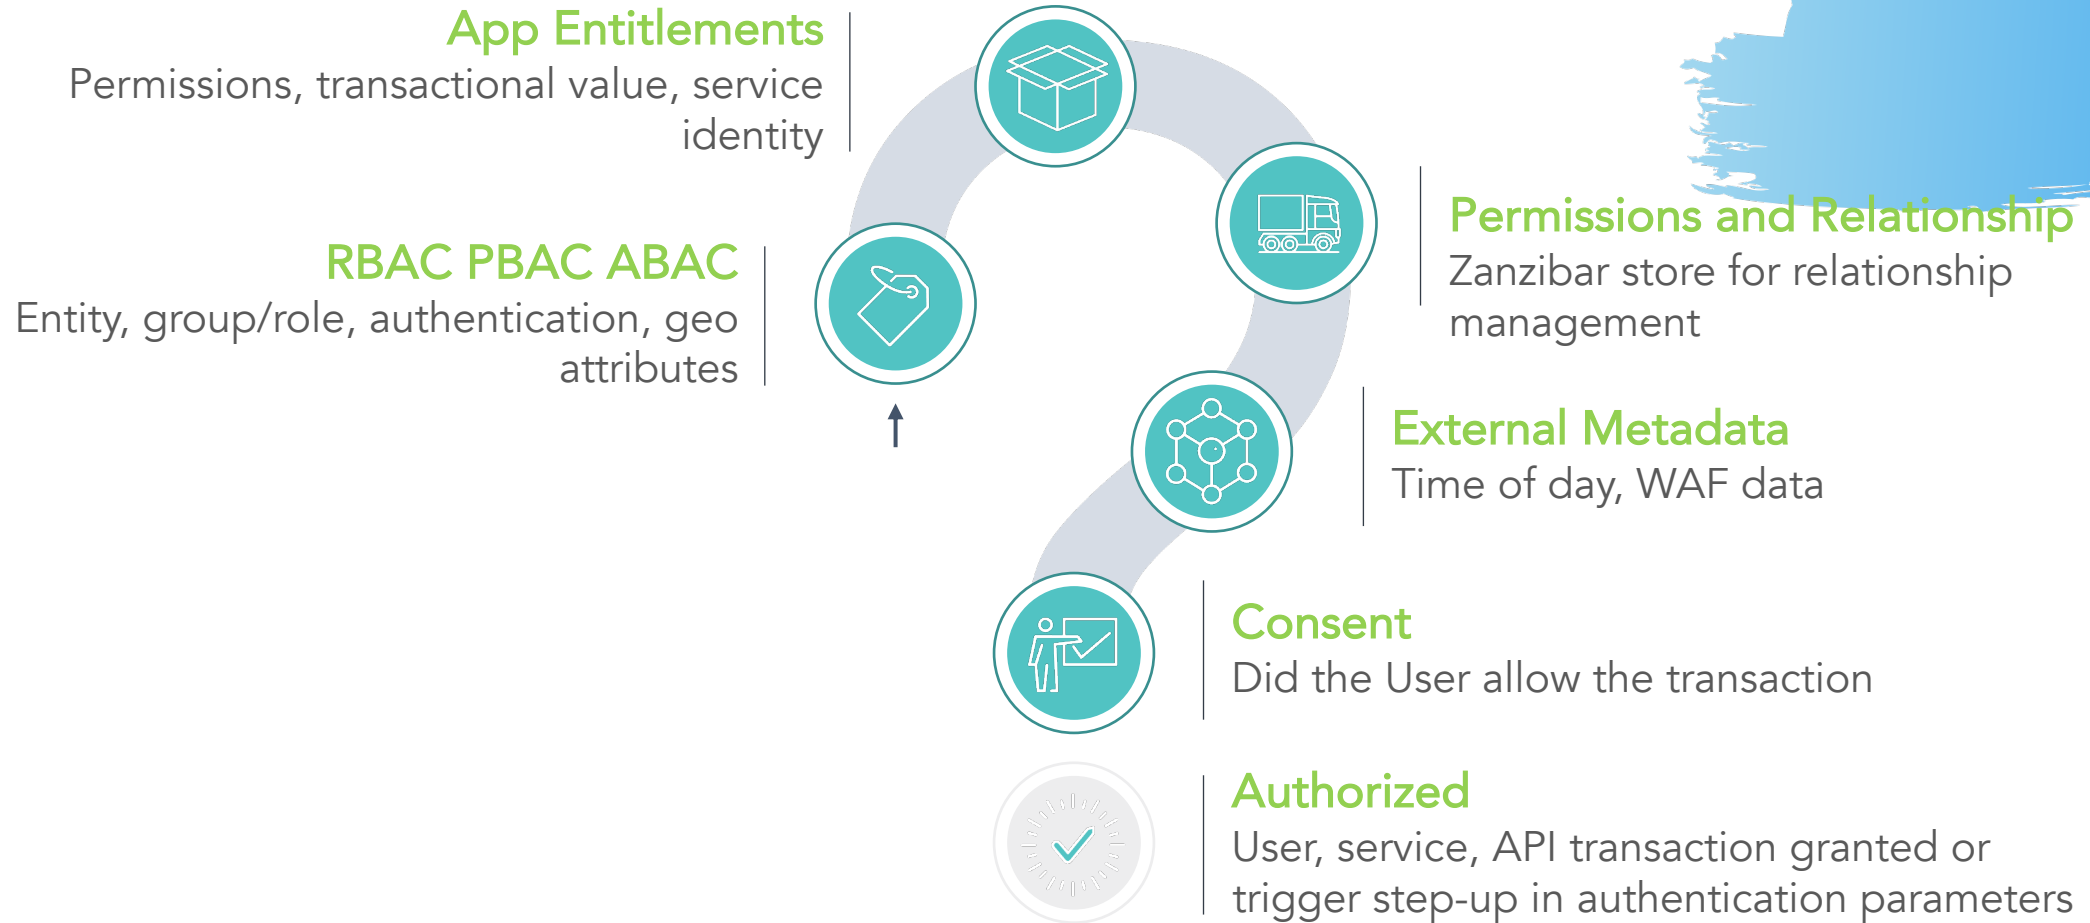 App Entitlements
Permissions, transactional value, service
identity
RBAC PBAC ABAC
Entity, group/role, authentication, geo
attributes
Permissions and Relationship
Zanzibar store for relationship
management
External Metadata
Time of day, WAF data
Consent
Did the User allow the transaction
Authorized
User, service, API transaction granted or
trigger step-up in authentication parameters